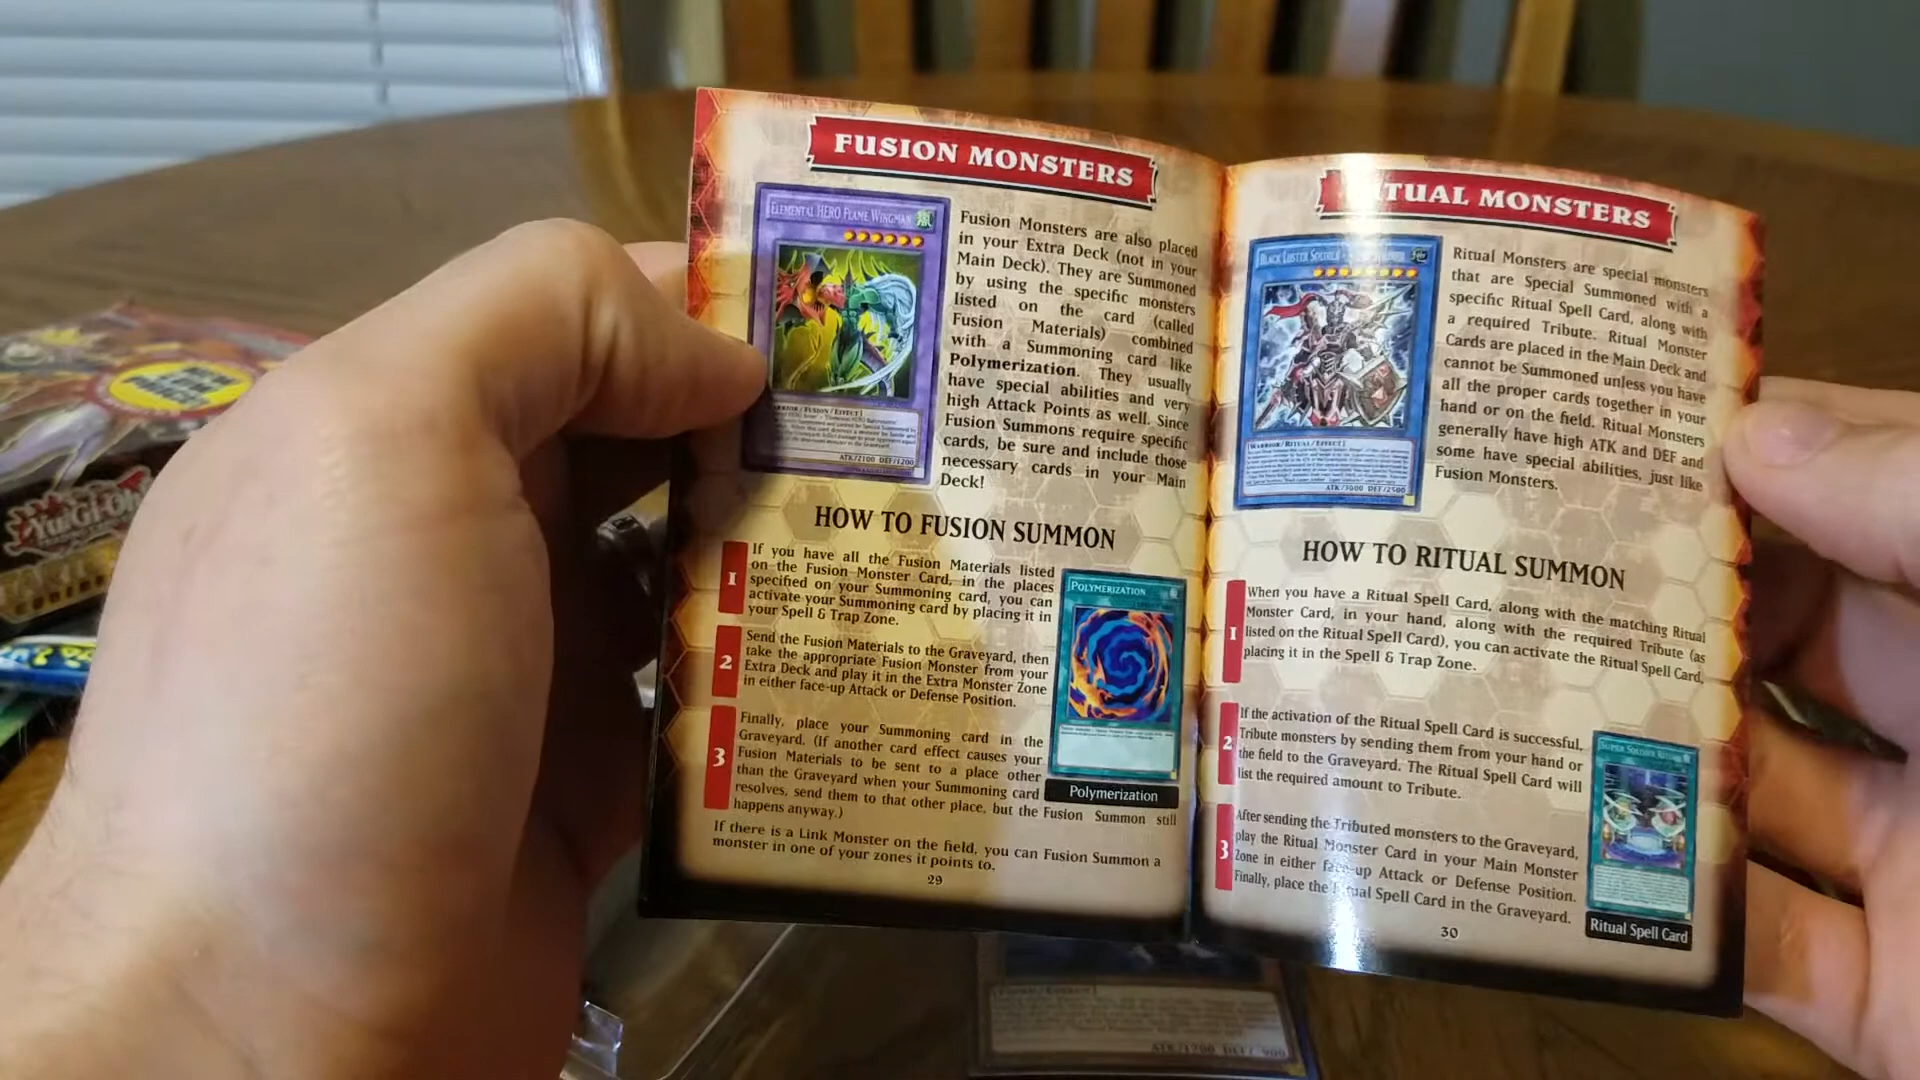 FUSION MONSTERS
ELEMENTAL HERO FLAME WINGMAN
ATK/2100 DEF/1200
Fusion Monsters are also placed
in your Extra Deck (not in your
Main Deck). They are Summoned
by using the specific monsters
listed on the card (called
Fusion Materials) combined
with a Summoning card like
Polymerization. They usually
have special abilities and very
high Attack Points as well. Since
Fusion Summons require specific
cards, be sure and include those
necessary cards in your Main
Deck!
HOW TO FUSION SUMMON
1
If you have all the Fusion Materials listed
on the Fusion Monster Card, in the places
specified on your Summoning card, you can
activate your Summoning card by placing it in
your Spell & Trap Zone.
2
Send the Fusion Materials to the Graveyard, then
take the appropriate Fusion Monster from your
Extra Deck and play it in the Extra Monster Zone
in either face-up Attack or Defense Position.
3
Finally, place your Summoning card in the
Graveyard. (If another card effect causes your
Fusion Materials to be sent to a place other
than the Graveyard when your Summoning card
resolves, send them to that other place, but the Fusion Summon still
happens anyway.)
POLYMERIZATION
Polymerization
If there is a Link Monster on the field, you can Fusion Summon a
monster in one of your zones it points to.
29
RITUAL MONSTERS
BLACK LUSTER SOLDIER
[WARRIOR/RITUAL/EFFECT]
ATK/3000 DEF/2500
Ritual Monsters are special monsters
that are Special Summoned with a
specific Ritual Spell Card, along with
a required Tribute. Ritual Monster
Cards are placed in the Main Deck and
cannot be Summoned unless you have
all the proper cards together in your
hand or on the field. Ritual Monsters
generally have high ATK and DEF and
some have special abilities, just like
Fusion Monsters.
HOW TO RITUAL SUMMON
1
When you have a Ritual Spell Card, along with the matching Ritual
Monster Card, in your hand, along with the required Tribute (as
listed on the Ritual Spell Card), you can activate the Ritual Spell Card,
placing it in the Spell & Trap Zone.
2
If the activation of the Ritual Spell Card is successful,
Tribute monsters by sending them from your hand or
the field to the Graveyard. The Ritual Spell Card will
list the required amount to Tribute.
3
After sending the Tributed monsters to the Graveyard,
play the Ritual Monster Card in your Main Monster
Zone in either face-up Attack or Defense Position.
Finally, place the Ritual Spell Card in the Graveyard.
SUPER SOLDIER RITUAL
Ritual Spell Card
30
Yu-Gi-Oh!
ATK/1700 DEF/900